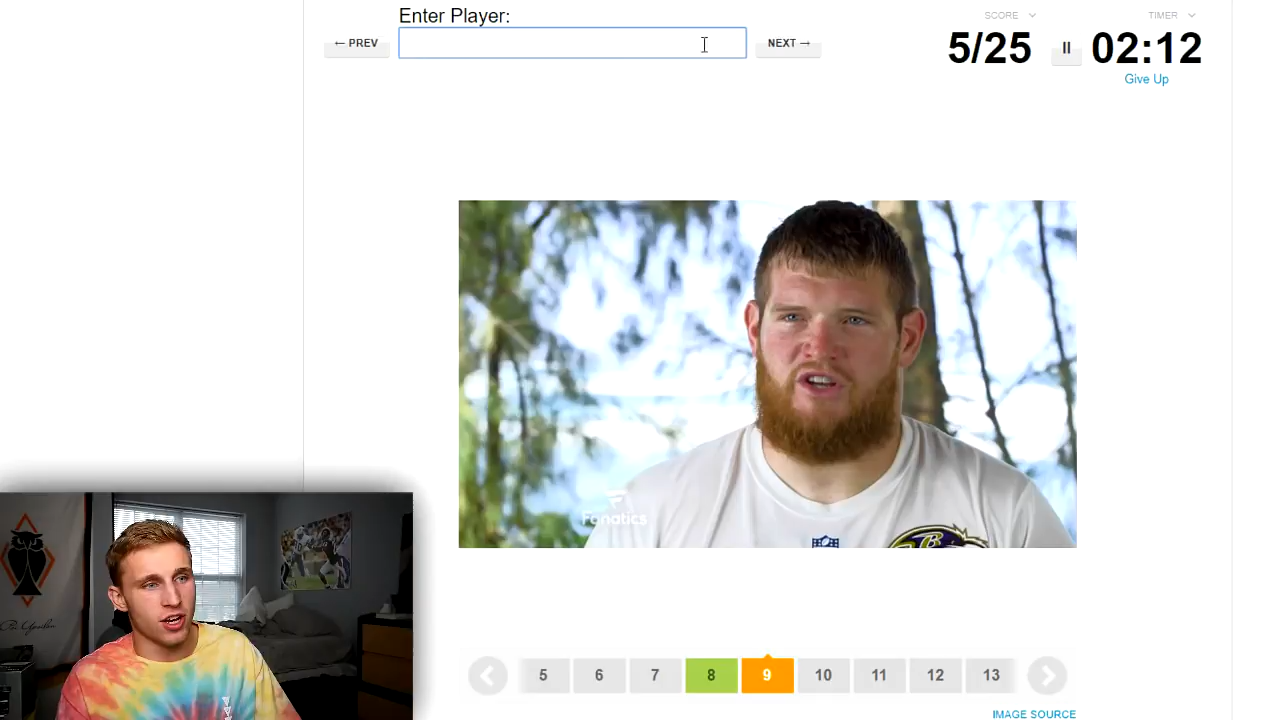 Enter Player:
← PREV
NEXT →
SCORE
5/25
TIMER
02:12
Give Up
Fanatics
5 6 7 8 9 10 11 12 13
IMAGE SOURCE